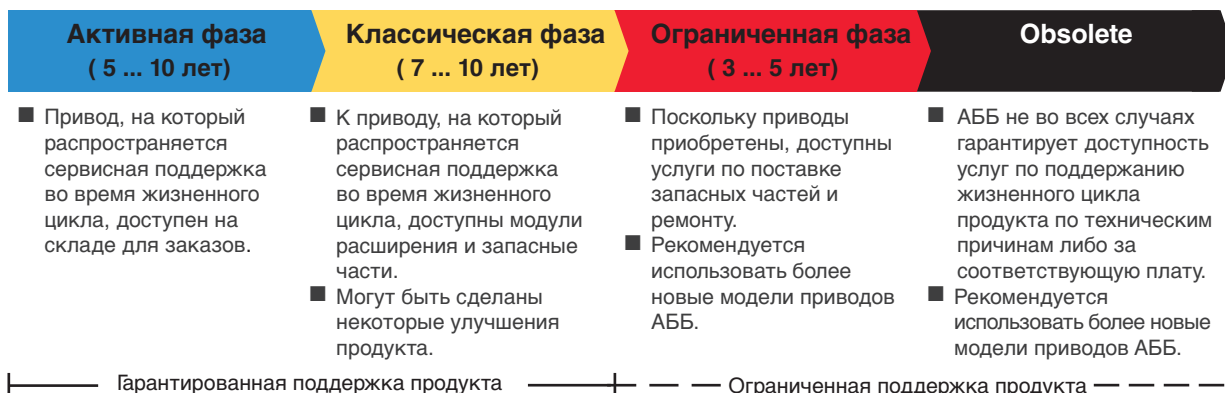 Активная фаза
( 5 ... 10 лет)
Классическая фаза
( 7 ... 10 лет)
Ограниченная фаза
( 3 ... 5 лет)
Obsolete
■ Привод, на который
распространяется
сервисная поддержка
во время жизненного
цикла, доступен на
складе для заказов.
■ К приводу, на который
распространяется
сервисная поддержка
во время жизненного
цикла, доступны модули
расширения и запасные
части.
■ Могут быть сделаны
некоторые улучшения
продукта.
■ Поскольку приводы
приобретены, доступны
услуги по поставке
запасных частей и
ремонту.
■ Рекомендуется
использовать более
новые модели приводов
АББ.
■ АББ не во всех случаях
гарантирует доступность
услуг по поддержанию
жизненного цикла
продукта по техническим
причинам либо за
соответствующую плату.
■ Рекомендуется
использовать более новые
модели приводов АББ.
Гарантированная поддержка продукта
Ограниченная поддержка продукта